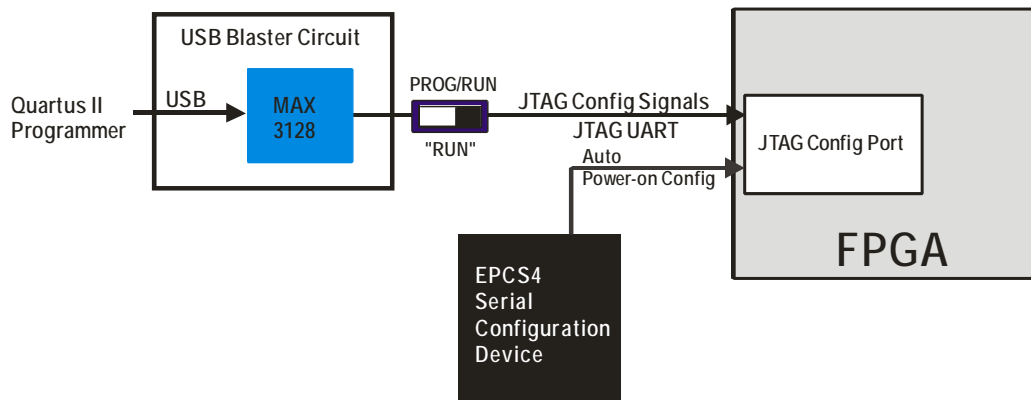 USB Blaster Circuit
Quartus II
Programmer
USB
MAX
3128
PROG/RUN
"RUN"
JTAG Config Signals
JTAG UART
Auto
Power-on Config
JTAG Config Port
FPGA
EPCS4
Serial
Configuration
Device